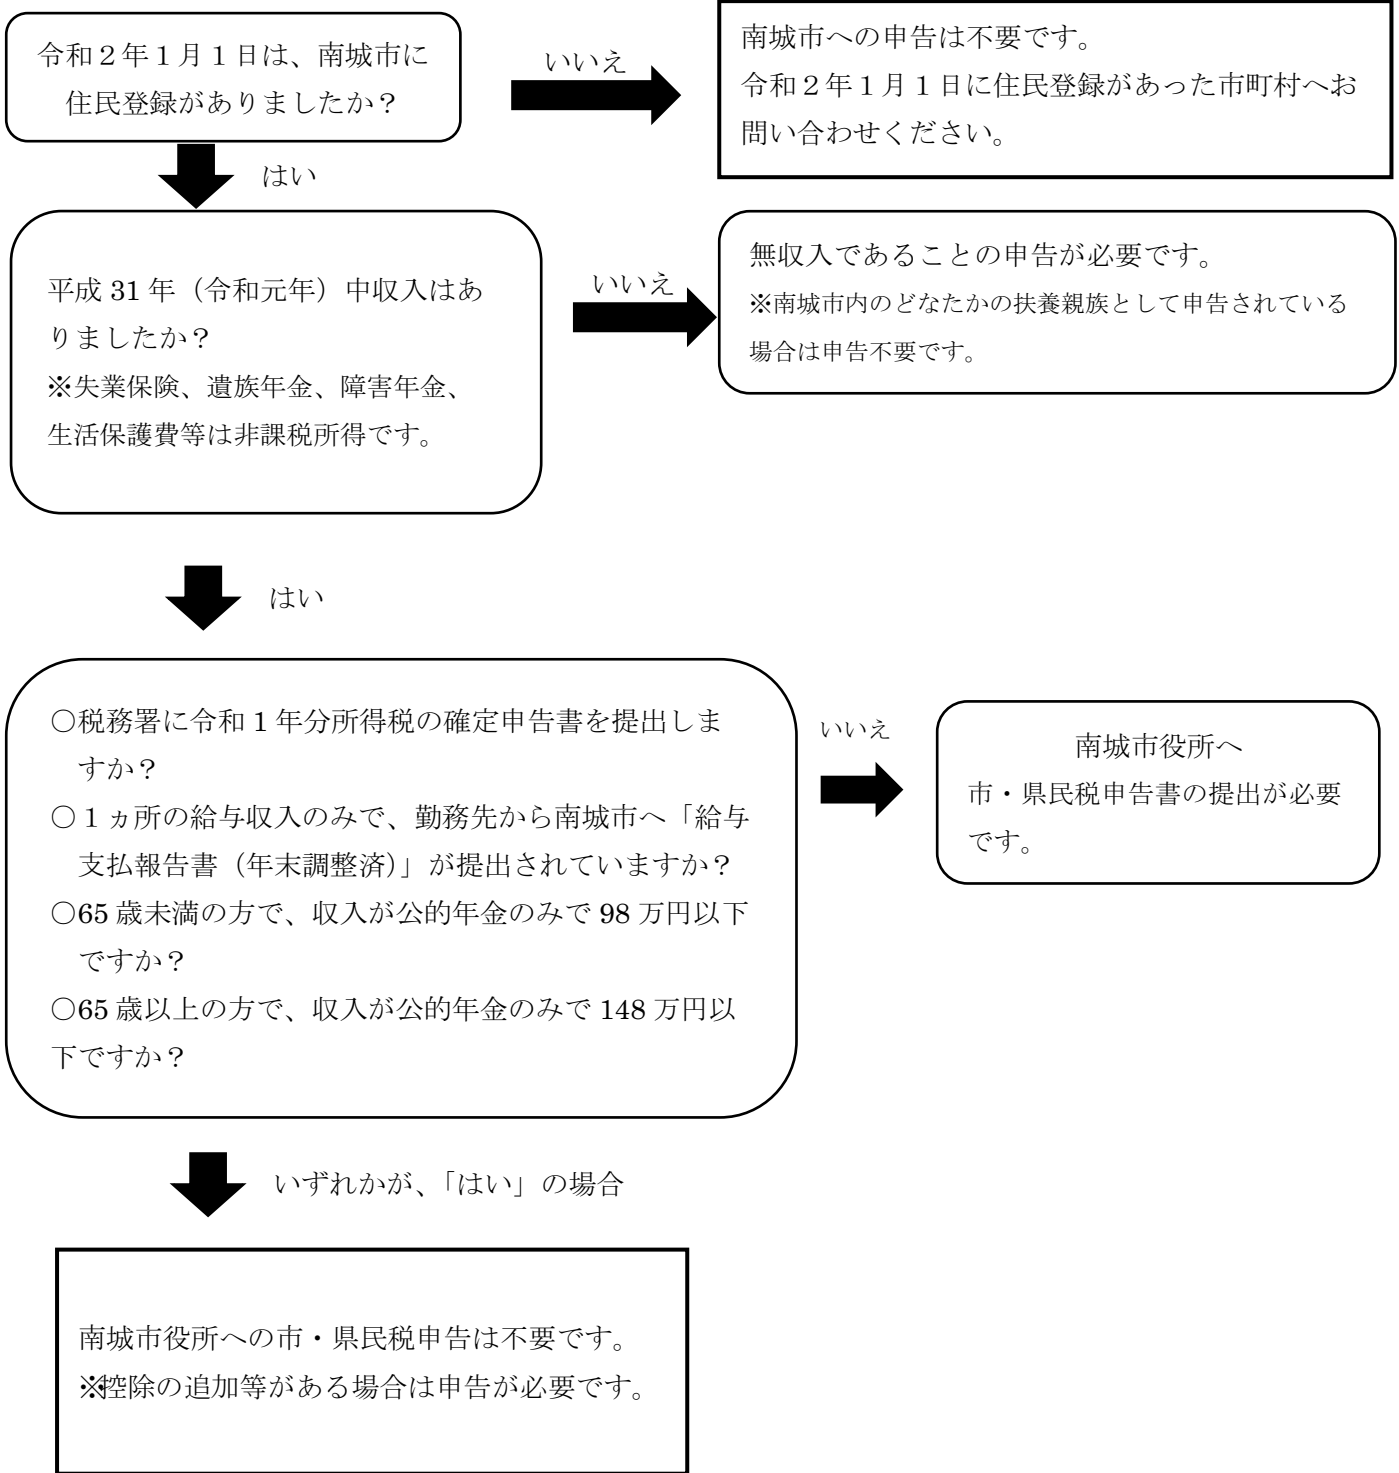 令和２年１月１日は、南城市に
住民登録がありましたか？
いいえ
南城市への申告は不要です。
令和２年１月１日に住民登録があった市町村へお
問い合わせください。
はい
平成 31 年（令和元年）中収入はあ
りましたか？
※失業保険、遺族年金、障害年金、
生活保護費等は非課税所得です。
いいえ
無収入であることの申告が必要です。
※南城市内のどなたかの扶養親族として申告されている
場合は申告不要です。
はい
○税務署に令和 1 年分所得税の確定申告書を提出しま
すか？
○１ヵ所の給与収入のみで、勤務先から南城市へ「給与
支払報告書（年末調整済）」が提出されていますか？
○65 歳未満の方で、収入が公的年金のみで 98 万円以下
ですか？
○65 歳以上の方で、収入が公的年金のみで 148 万円以
下ですか？
いいえ
南城市役所へ
市・県民税申告書の提出が必要
です。
いずれかが、「はい」の場合
南城市役所への市・県民税申告は不要です。
※控除の追加等がある場合は申告が必要です。